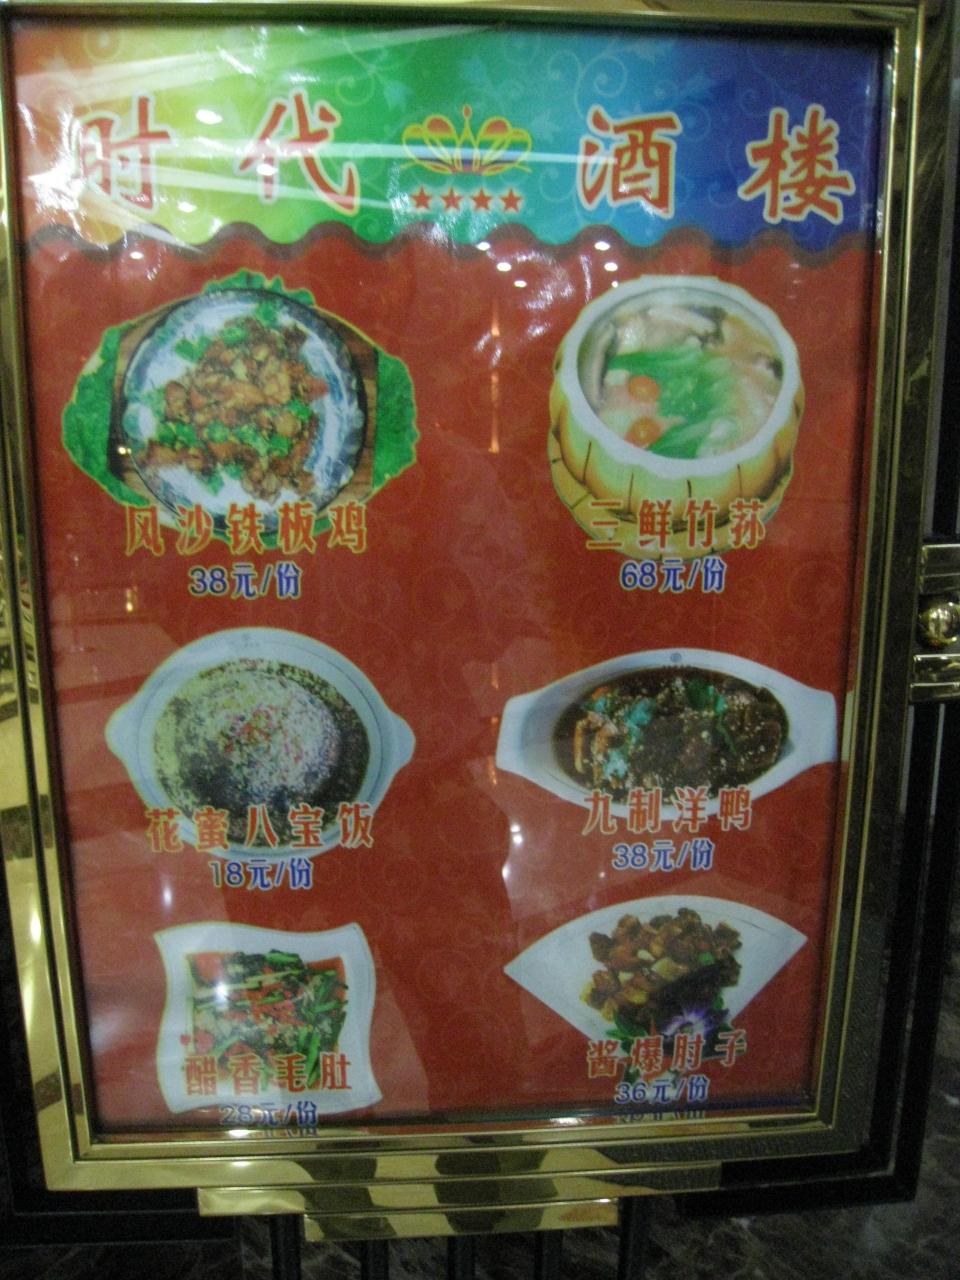 时代酒楼
风沙铁板鸡
38元/份
三鲜竹荪
68元/份
花蜜八宝饭
18元/份
九制洋鸭
38元/份
醋香毛肚
28元/份
酱爆肘子
36元/份